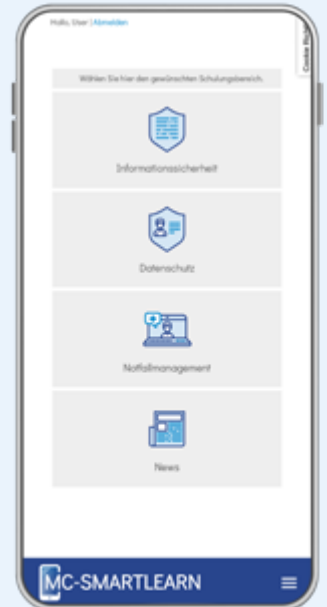 Hallo, User | Abmelden
Cookie
Wählen Sie hier den gewünschten Schulungsbereich.
Informationssicherheit
Datenschutz
Notfallmanagement
News
MC-SMARTLEARN